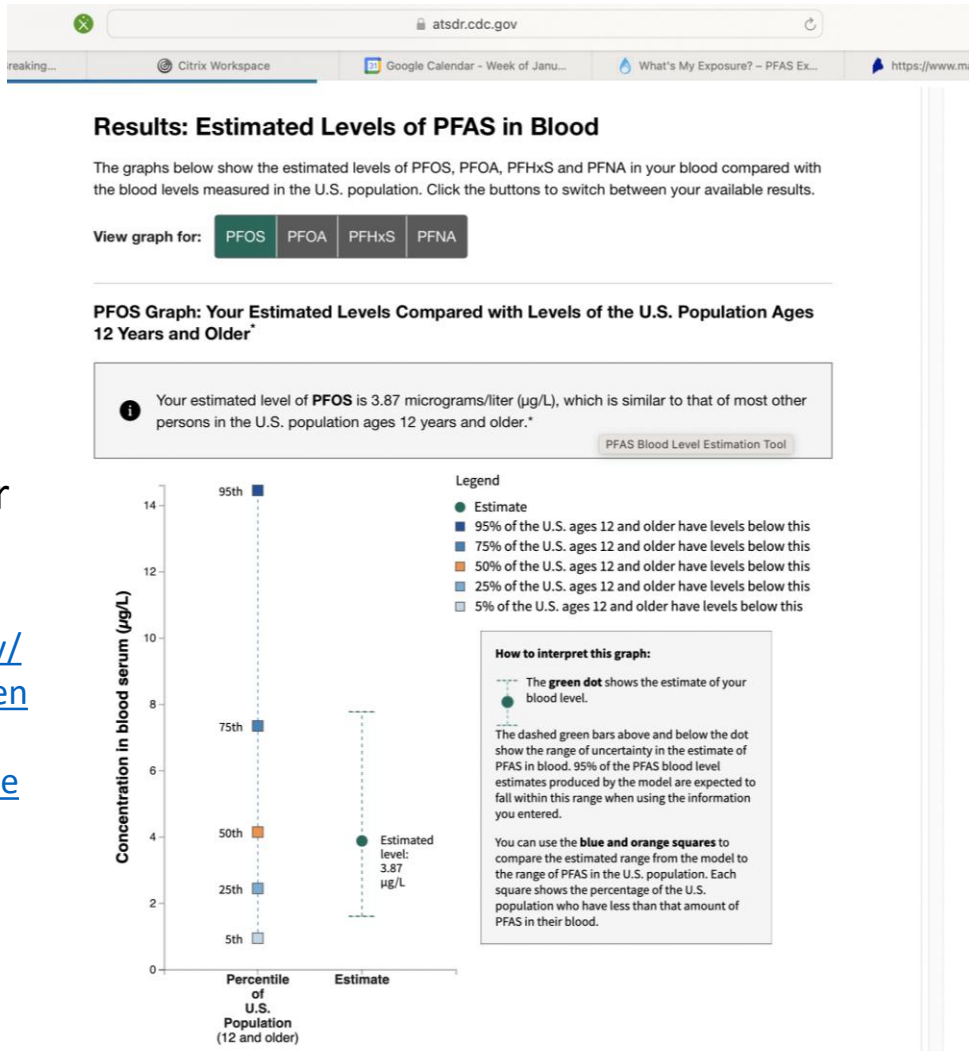 atsdr.cdc.gov
reaking...
Citrix Workspace
31 Google Calendar - Week of Janu...
What's My Exposure? – PFAS Ex...
https://www.ma
Results: Estimated Levels of PFAS in Blood
The graphs below show the estimated levels of PFOS, PFOA, PFHxS and PFNA in your blood compared with
the blood levels measured in the U.S. population. Click the buttons to switch between your available results.
View graph for: PFOS PFOA PFHxS PFNA
PFOS Graph: Your Estimated Levels Compared with Levels of the U.S. Population Ages
12 Years and Older*
i
Your estimated level of PFOS is 3.87 micrograms/liter (µg/L), which is similar to that of most other
persons in the U.S. population ages 12 years and older.*
PFAS Blood Level Estimation Tool
r
v/
en
e
Concentration in blood serum (µg/L)
14
12
10
8
6
4
2
0
95th
75th
50th
25th
5th
Estimated
level:
3.87
µg/L
Percentile
of
U.S.
Population
(12 and older)
Estimate
Legend
Estimate
95% of the U.S. ages 12 and older have levels below this
75% of the U.S. ages 12 and older have levels below this
50% of the U.S. ages 12 and older have levels below this
25% of the U.S. ages 12 and older have levels below this
5% of the U.S. ages 12 and older have levels below this
How to interpret this graph:
The green dot shows the estimate of your
blood level.
The dashed green bars above and below the dot
show the range of uncertainty in the estimate of
PFAS in blood. 95% of the PFAS blood level
estimates produced by the model are expected to
fall within this range when using the information
you entered.
You can use the blue and orange squares to
compare the estimated range from the model to
the range of PFAS in the U.S. population. Each
square shows the percentage of the U.S.
population who have less than that amount of
PFAS in their blood.